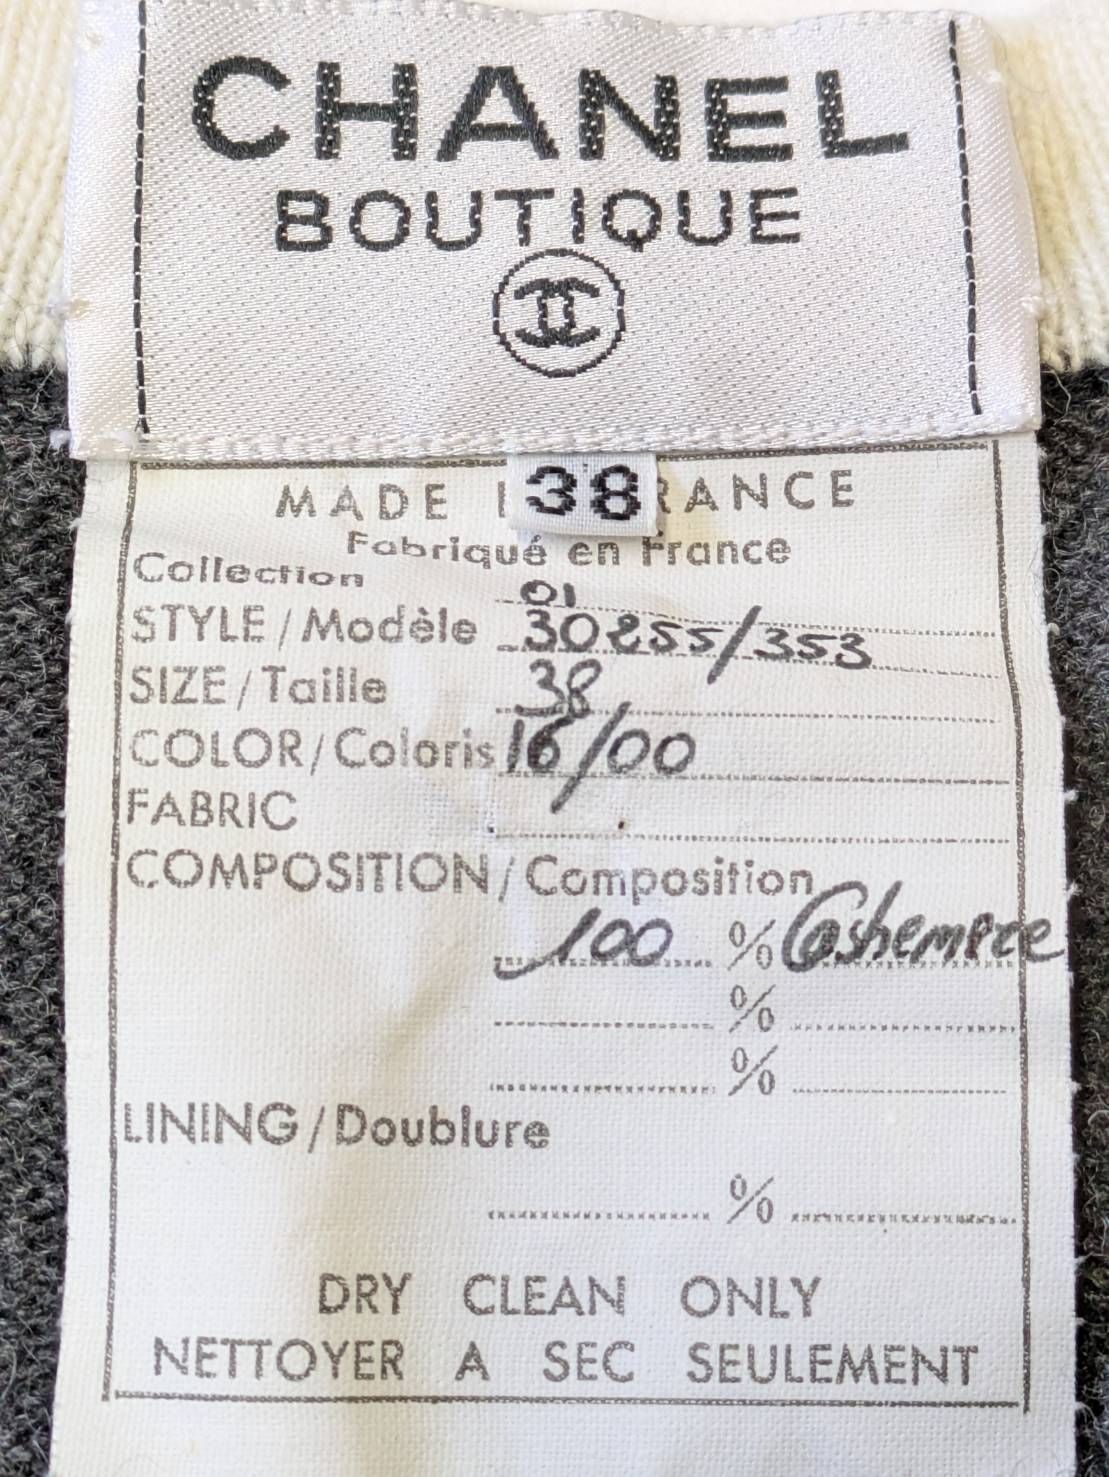 CHANEL
BOUTIQUE
38
MADE I RANCE
Fabriqué en France
Collection 01
STYLE/Modèle 30255/353
SIZE/Taille 38
COLOR/Coloris 16/00
FABRIC
COMPOSITION/Composition
100 % Cashemere
%
%
LINING/Doublure
%
DRY CLEAN ONLY
NETTOYER A SEC SEULEMENT